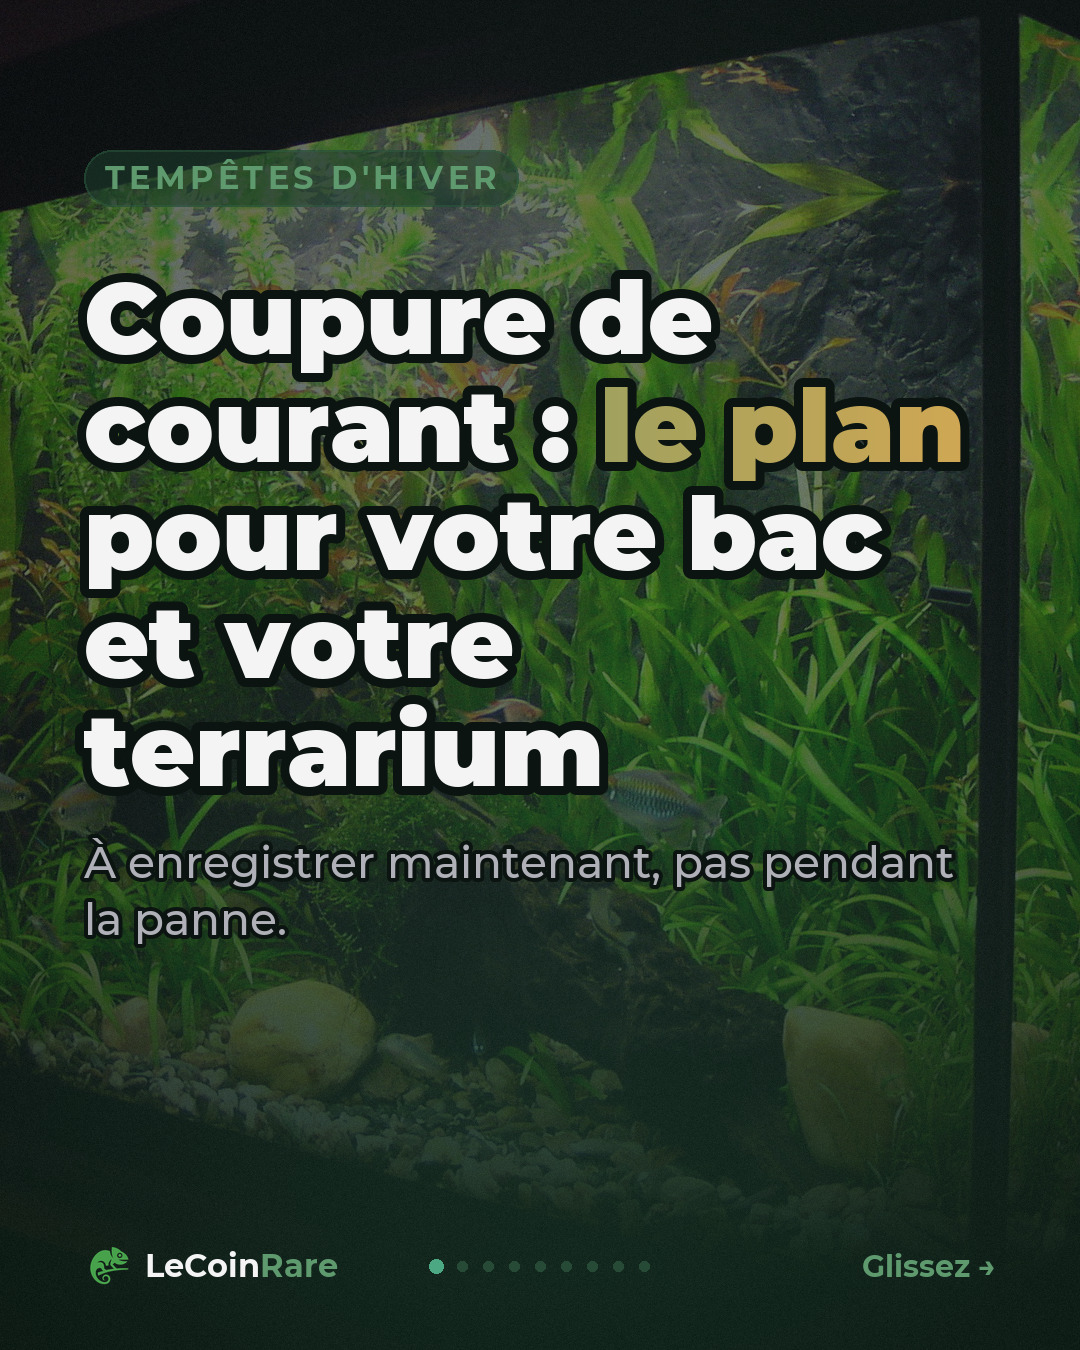 TEMPÊTES D'HIVER
Coupure de
courant : le plan
pour votre bac
et votre
terrarium
À enregistrer maintenant, pas pendant
la panne.
LeCoinRare
Glissez →